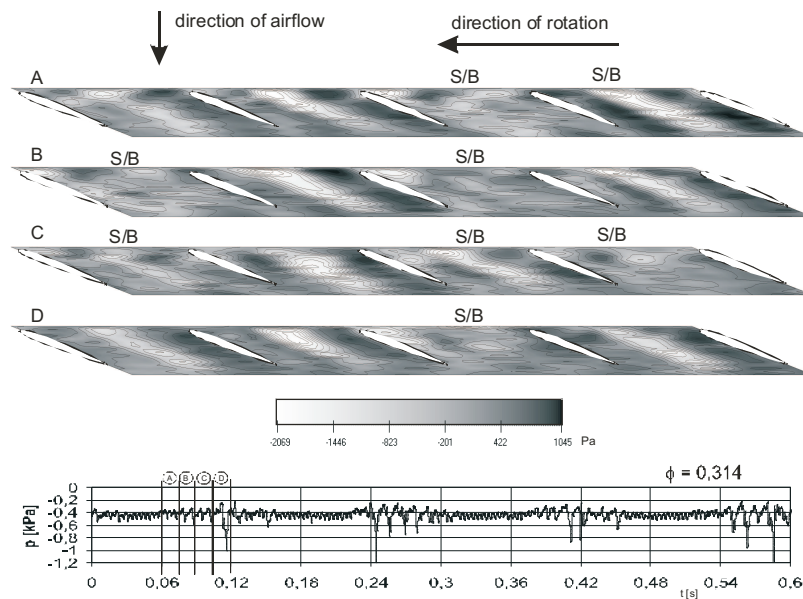 direction of airflow
direction of rotation
A S/B S/B
B S/B S/B
C S/B S/B S/B
D S/B
-2069 -1446 -823 -201 422 1045 Pa
ϕ = 0,314
A B C D
p [kPa]
0
-0,2
-0,4
-0,6
-0,8
-1
-1,2
0 0,06 0,12 0,24 0,3 0,36 0,42 0,48 0,54 0,6
t [s]